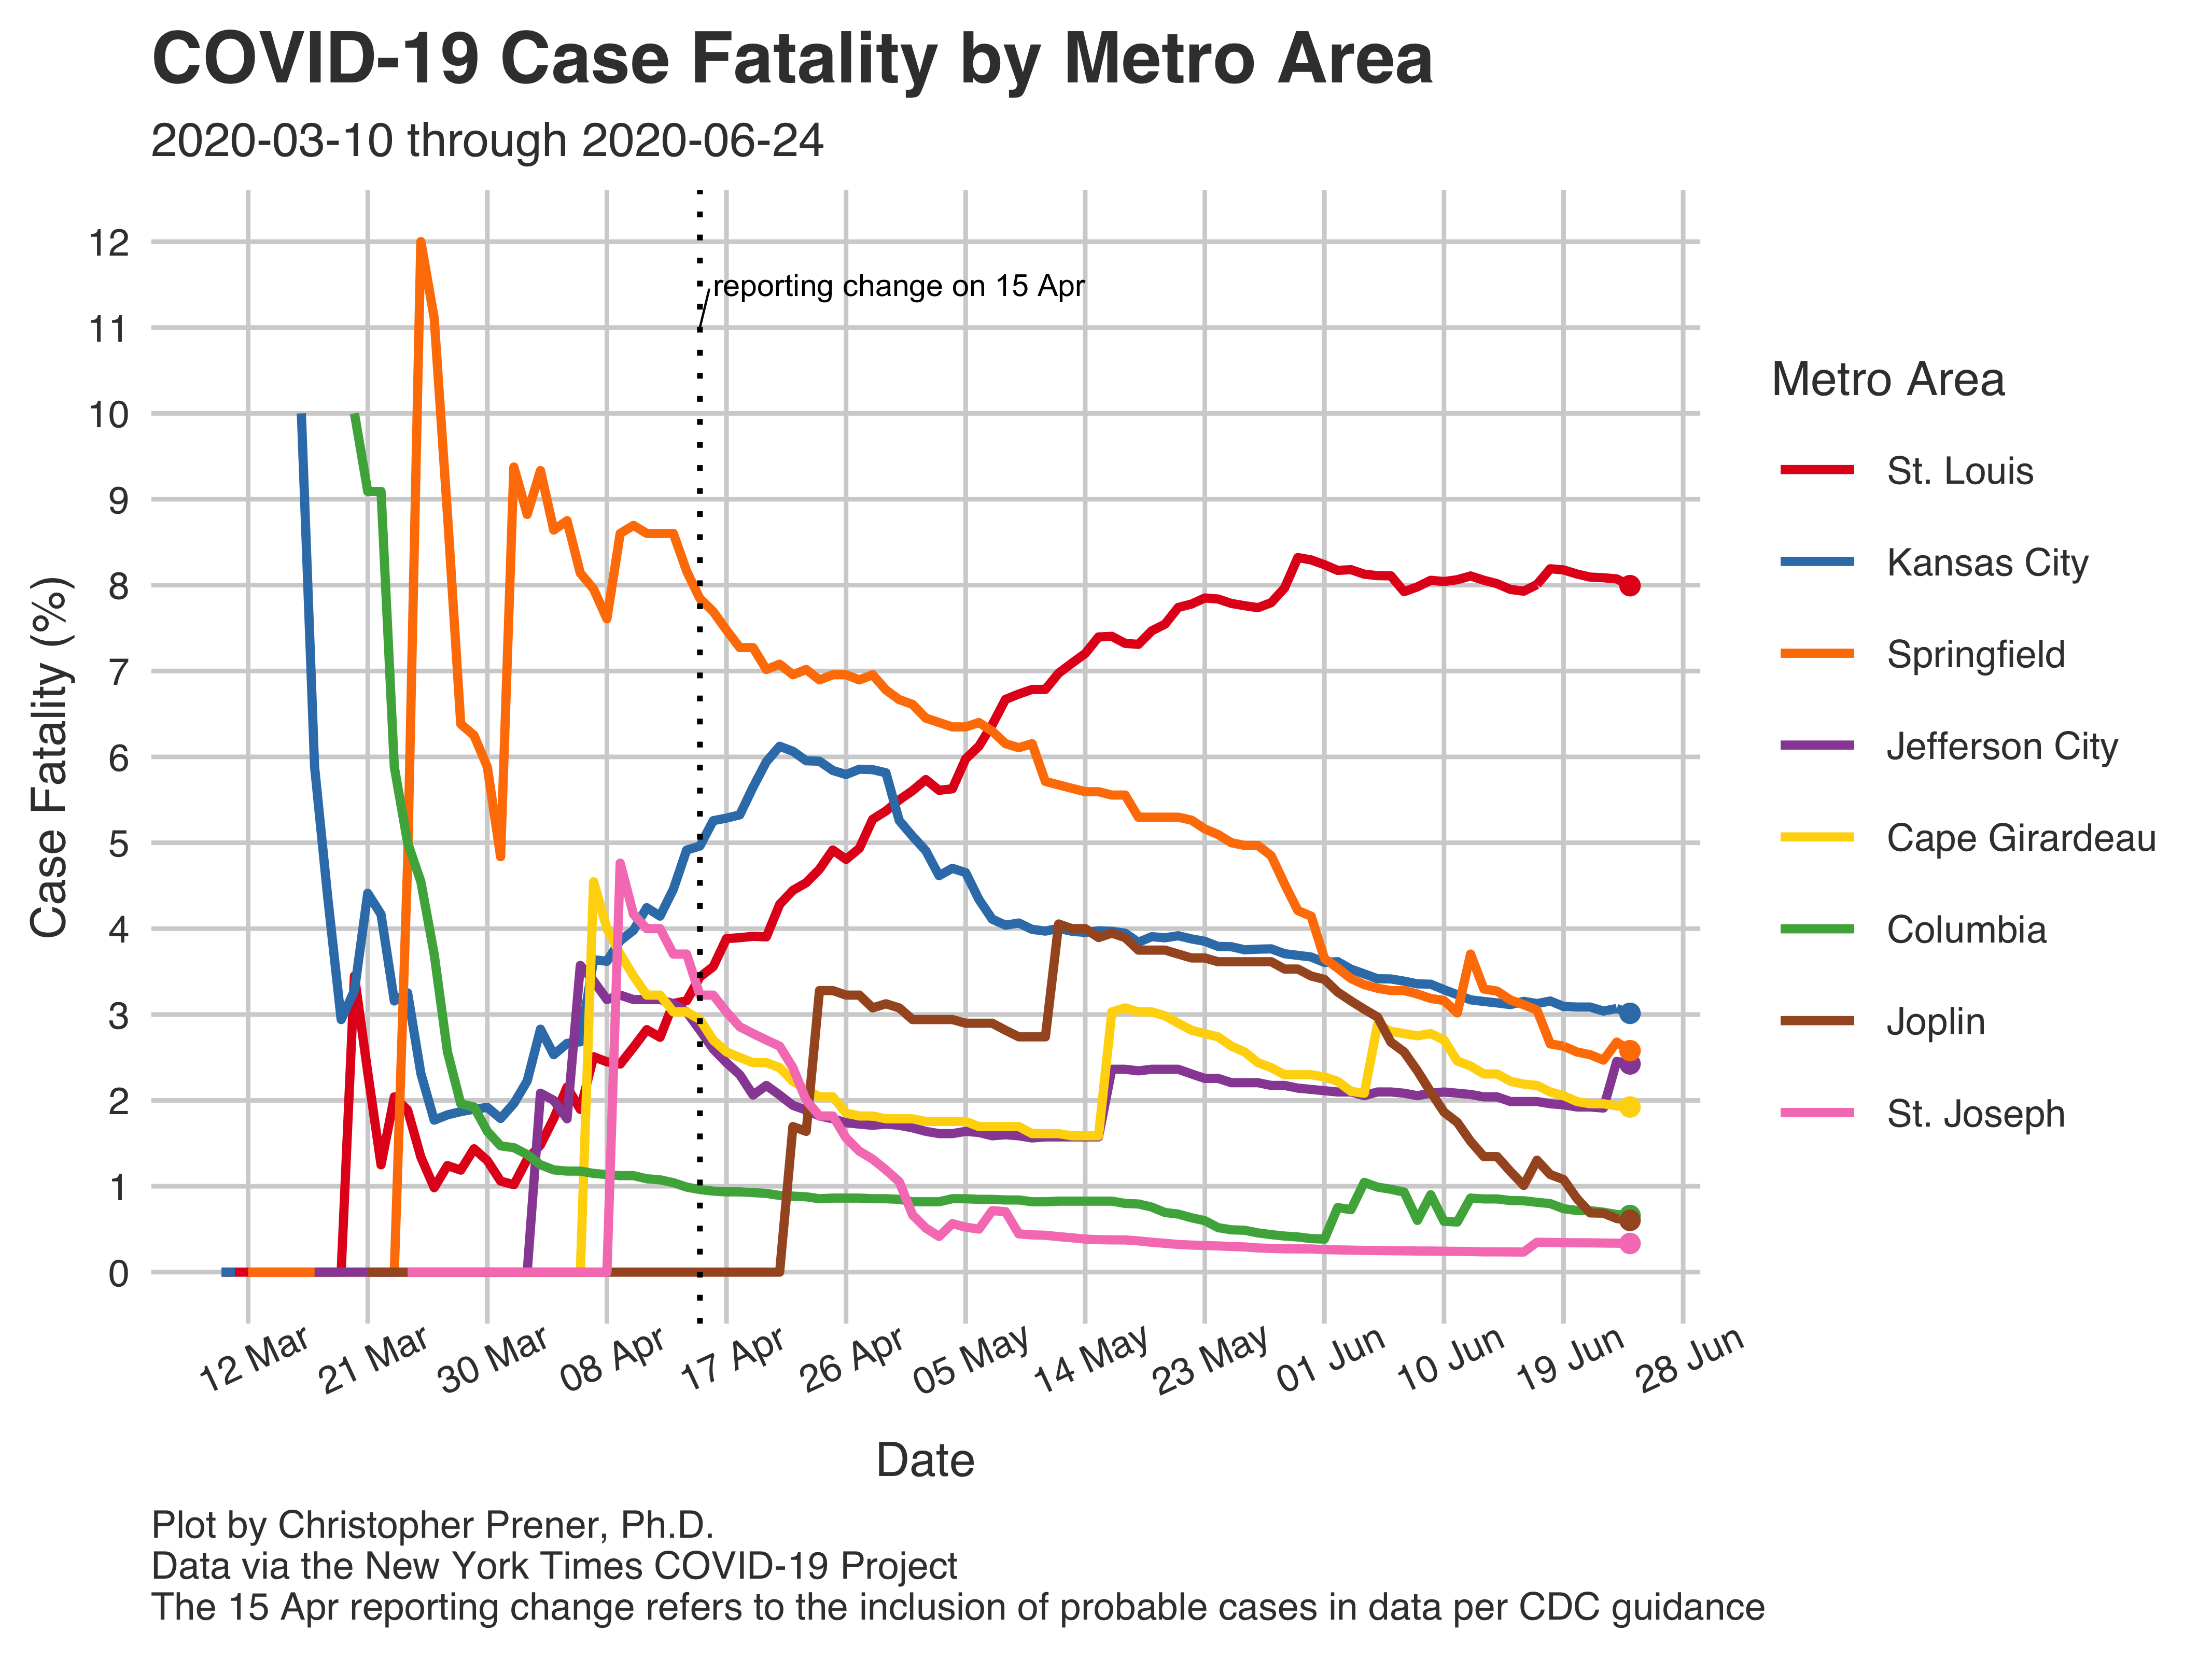 COVID-19 Case Fatality by Metro Area
2020-03-10 through 2020-06-24
12
11
10
9
8
7
6
5
4
3
2
1
0
Case Fatality (%)
reporting change on 15 Apr
12 Mar
21 Mar
30 Mar
08 Apr
17 Apr
26 Apr
05 May
14 May
23 May
01 Jun
10 Jun
19 Jun
28 Jun
Date
Metro Area
St. Louis
Kansas City
Springfield
Jefferson City
Cape Girardeau
Columbia
Joplin
St. Joseph
Plot by Christopher Prener, Ph.D.
Data via the New York Times COVID-19 Project
The 15 Apr reporting change refers to the inclusion of probable cases in data per CDC guidance